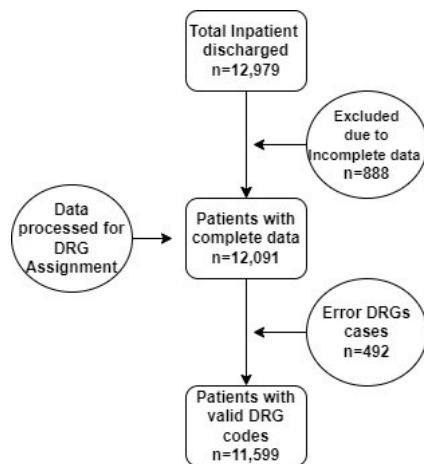 Total Inpatient
discharged
n=12,979
Excluded
due to
Incomplete data
n=888
Data
processed for
DRG
Assignment
Patients with
complete data
n=12,091
Error DRGs
cases
n=492
Patients with
valid DRG
codes
n=11,599